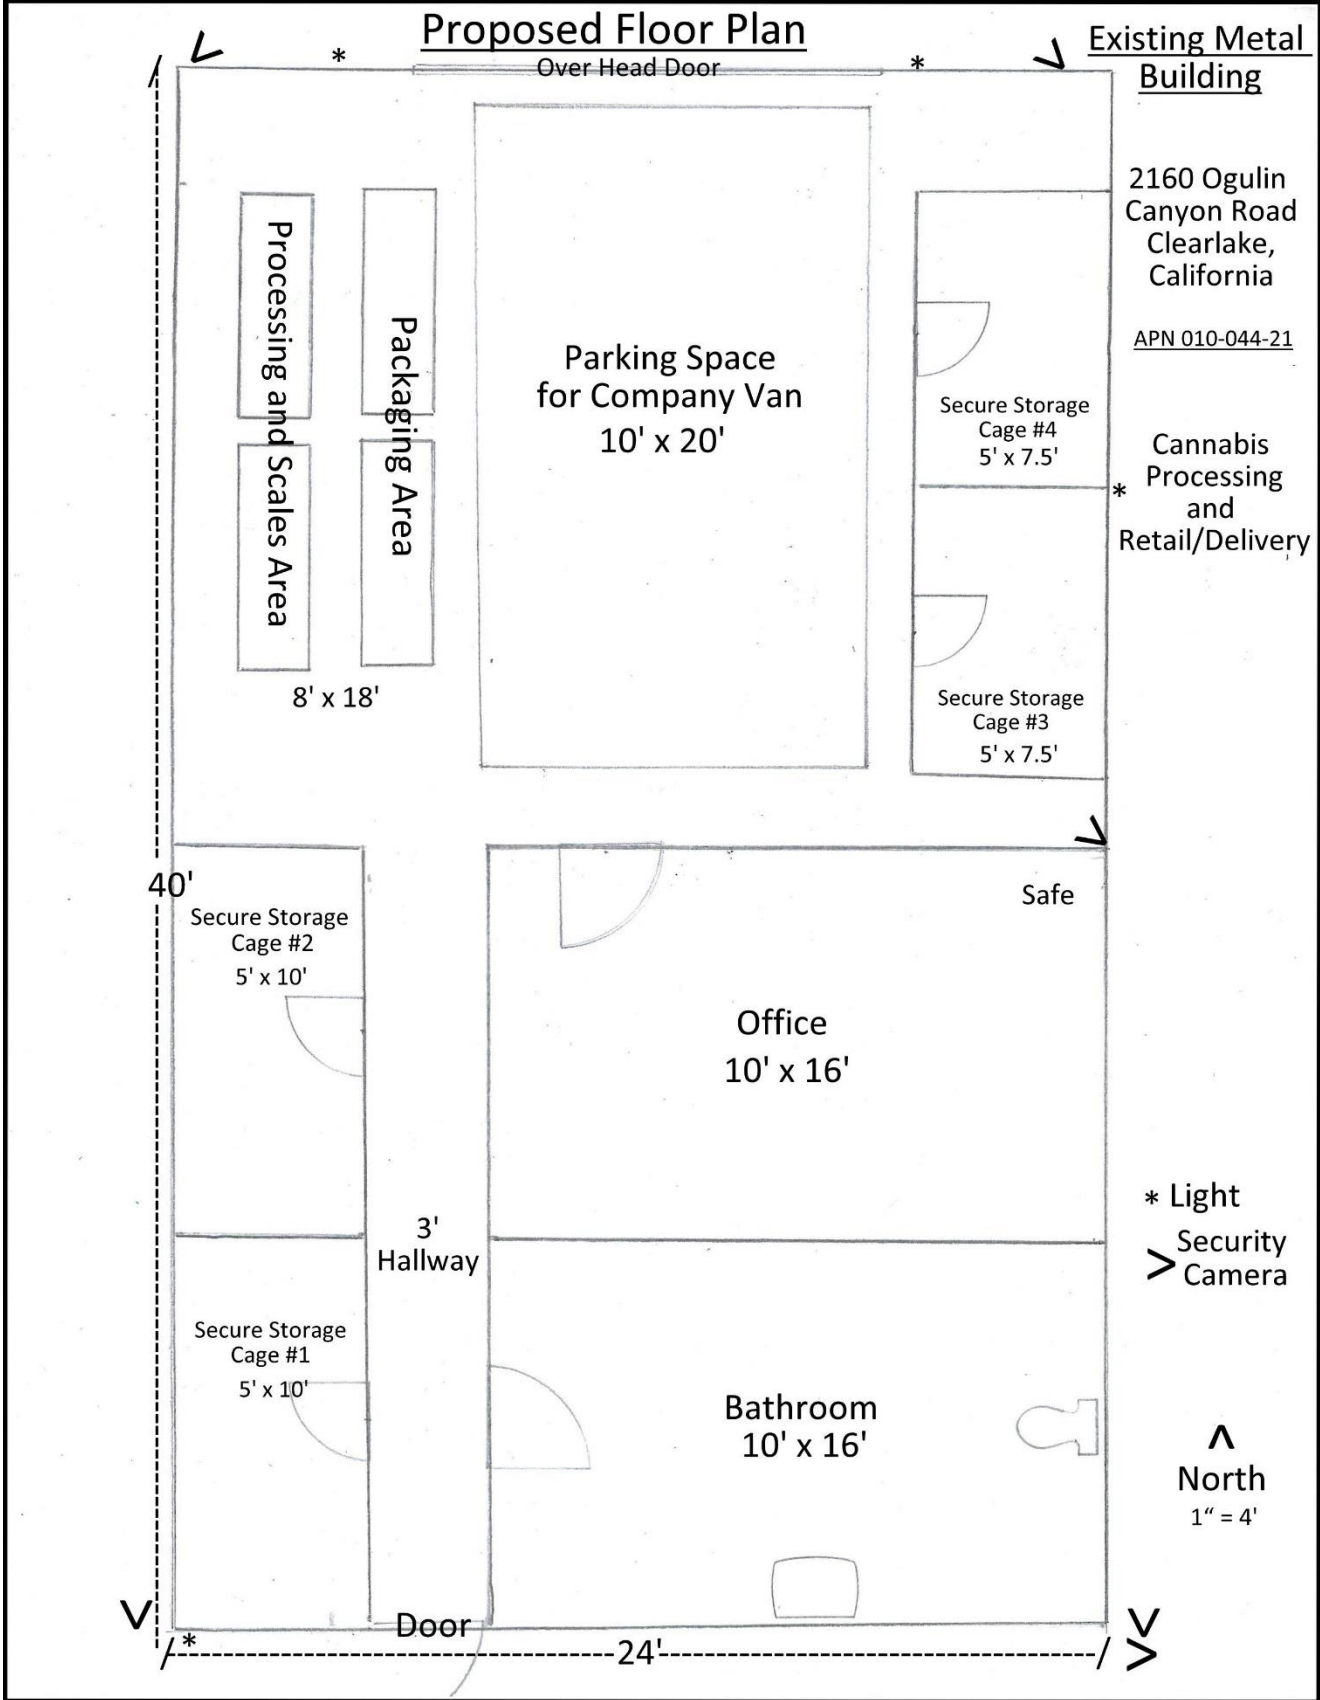 Proposed Floor Plan
Existing Metal
Building
Over Head Door
*
*
2160 Ogulin
Canyon Road
Clearlake,
California
APN 010-044-21
Cannabis
Processing
and
Retail/Delivery
Processing and Scales Area
Packaging Area
8' x 18'
Parking Space
for Company Van
10' x 20'
Secure Storage
Cage #4
5' x 7.5'
*
Secure Storage
Cage #3
5' x 7.5'
40'
Secure Storage
Cage #2
5' x 10'
Safe
Office
10' x 16'
3'
Hallway
* Light
> Security
Camera
Secure Storage
Cage #1
5' x 10'
Bathroom
10' x 16'
North
1“ = 4'
Door
*
24'